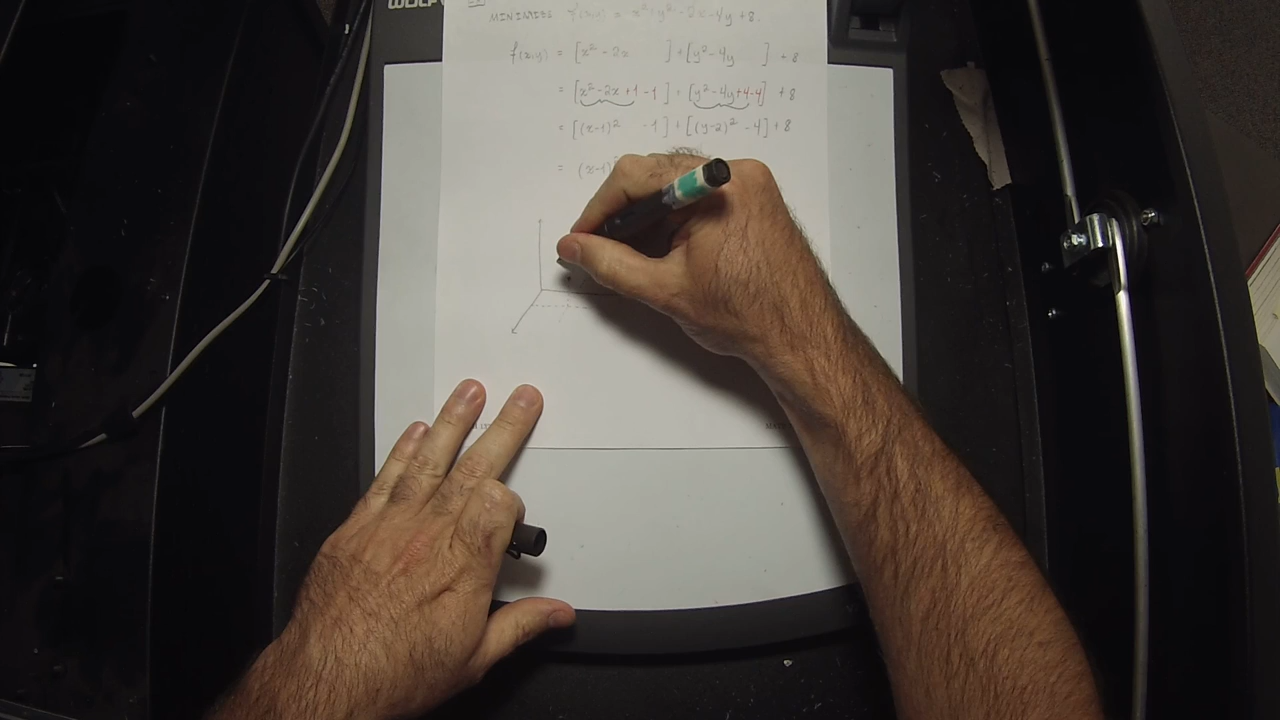 WOLF
MINIMIZE f(x,y) = x² + y² - 2x - 4y + 8.
f(x,y) = [x² - 2x ] + [y² - 4y ] + 8
= [x² - 2x + 1 - 1 ] + [y² - 4y + 4 - 4] + 8
= [(x-1)² - 1 ] + [(y-2)² - 4] + 8
= (x-1)